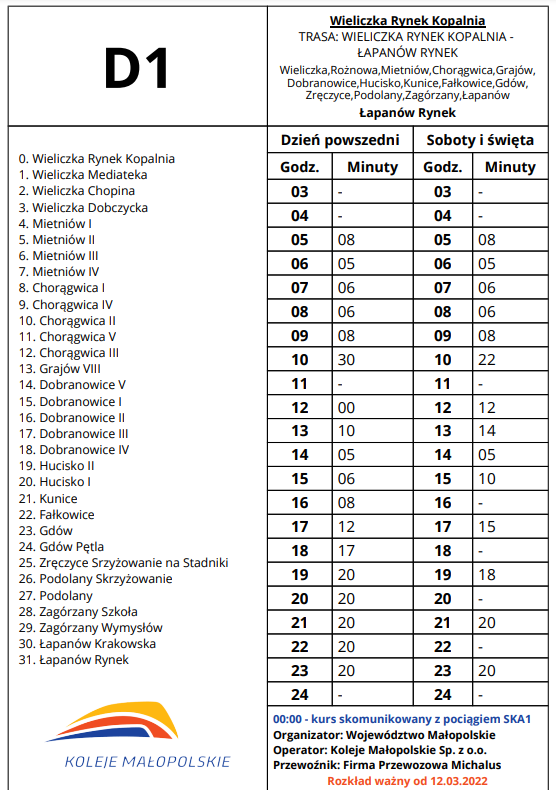 D1
Wieliczka Rynek Kopalnia
TRASA: WIELICZKA RYNEK KOPALNIA -
ŁAPANÓW RYNEK
Wieliczka,Rożnowa,Mietniów,Chorągwica,Grajów,
Dobranowice,Hucisko,Kunice,Fałkowice,Gdów,
Zręczyce,Podolany,Zagórzany,Łapanów
Łapanów Rynek
0. Wieliczka Rynek Kopalnia
1. Wieliczka Mediateka
2. Wieliczka Chopina
3. Wieliczka Dobczycka
4. Mietniów I
5. Mietniów II
6. Mietniów III
7. Mietniów IV
8. Chorągwica I
9. Chorągwica IV
10. Chorągwica II
11. Chorągwica V
12. Chorągwica III
13. Grajów VIII
14. Dobranowice V
15. Dobranowice I
16. Dobranowice II
17. Dobranowice III
18. Dobranowice IV
19. Hucisko II
20. Hucisko I
21. Kunice
22. Fałkowice
23. Gdów
24. Gdów Pętla
25. Zręczyce Srzyżowanie na Stadniki
26. Podolany Skrzyżowanie
27. Podolany
28. Zagórzany Szkoła
29. Zagórzany Wymysłów
30. Łapanów Krakowska
31. Łapanów Rynek
KOLEJE MAŁOPOLSKIE
Dzień powszedni Soboty i święta
Godz. Minuty Godz. Minuty
03 - 03 -
04 - 04 -
05 08 05 08
06 05 06 05
07 06 07 06
08 06 08 06
09 08 09 08
10 30 10 22
11 - 11 -
12 00 12 12
13 10 13 14
14 05 14 05
15 06 15 10
16 08 16 -
17 12 17 15
18 17 18 -
19 20 19 18
20 20 20 -
21 20 21 20
22 20 22 -
23 20 23 20
24 - 24 -
00:00 - kurs skomunikowany z pociągiem SKA1
Organizator: Województwo Małopolskie
Operator: Koleje Małopolskie Sp. z o.o.
Przewoźnik: Firma Przewozowa Michalus
Rozkład ważny od 12.03.2022